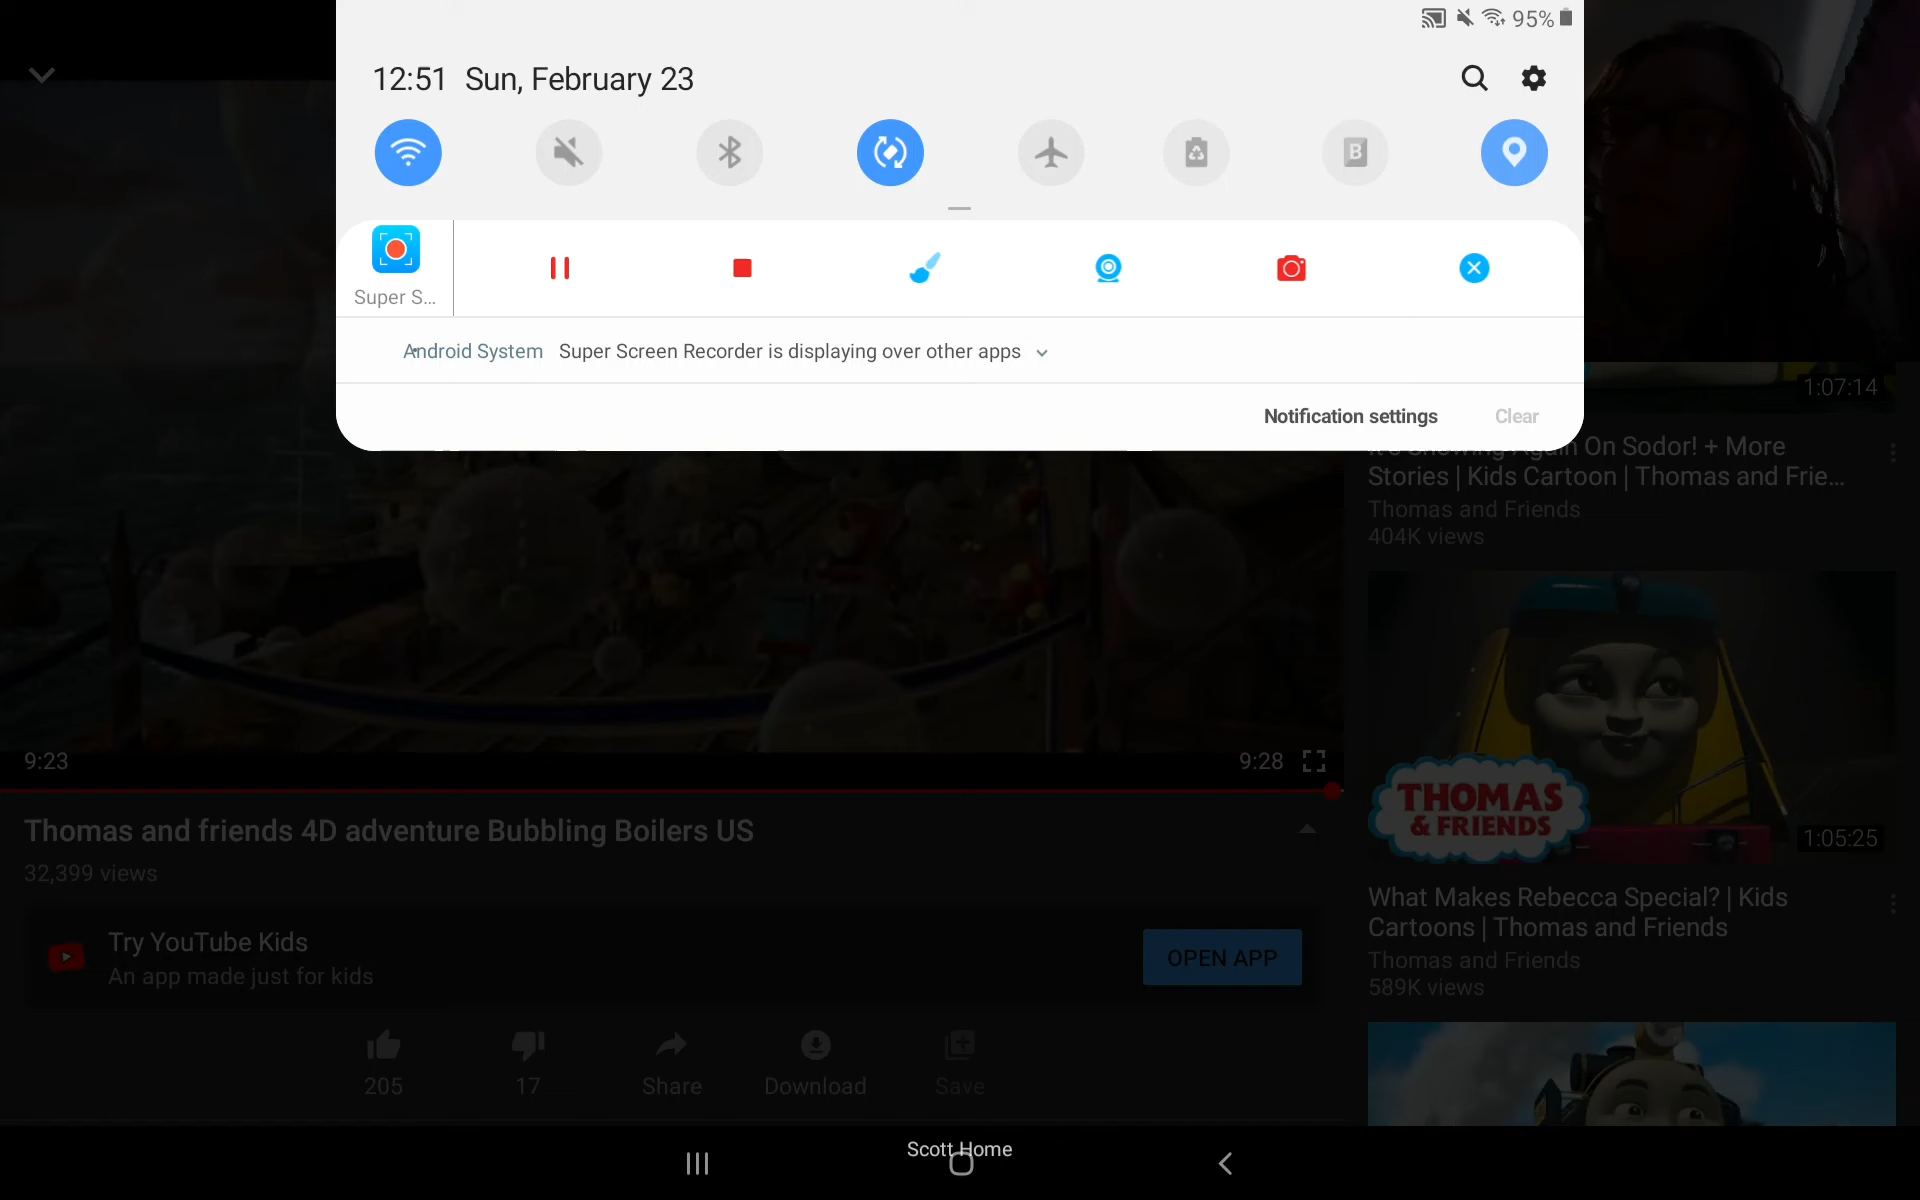 95%
12:51 Sun, February 23
B
Super S...
Android System Super Screen Recorder is displaying over other apps
Notification settings Clear
1:07:14
It's Snowing Again On Sodor! + More
Stories | Kids Cartoon | Thomas and Frie...
Thomas and Friends
404K views
9:23
9:28
Thomas and friends 4D adventure Bubbling Boilers US
32,399 views
Try YouTube Kids
An app made just for kids
OPEN APP
205
17
Share
Download
Save
THOMAS
& FRIENDS
1:05:25
What Makes Rebecca Special? | Kids
Cartoons | Thomas and Friends
Thomas and Friends
589K views
Scott Home